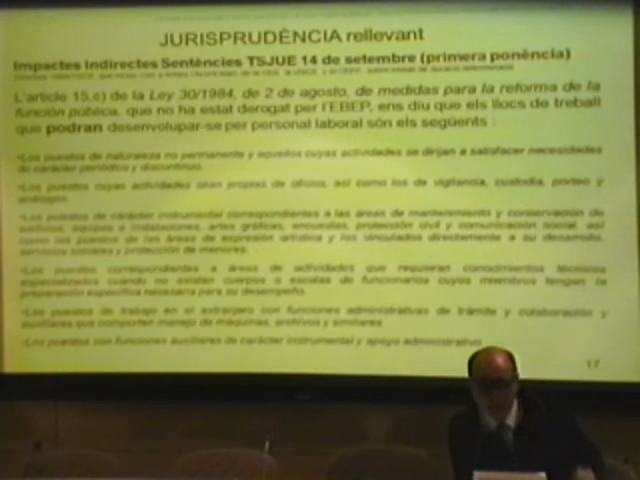 JURISPRUDÈNCIA rellevant
Impactes Indirectes Sentències TSJUE 14 de setembre (primera ponència)
L'article 15.c) de la Ley 30/1984, de 2 de agosto, de medidas para la reforma de la
función pública, que no ha estat derogat per l'EBEP, ens diu que els llocs de treball
que podran desenvolupar-se per personal laboral són els següents :
•Los puestos de naturaleza no permanente y aquellos cuyas actividades se dirijan a satisfacer necesidades
de carácter periódico y discontinuo.
•Los puestos cuyas actividades sean propias de oficios, así como los de vigilancia, custodia, porteo y
análogos.
•Los puestos de carácter instrumental correspondientes a las áreas de mantenimiento y conservación de
edificios, equipos e instalaciones, artes gráficas, encuestas, protección civil y comunicación social, así
como los puestos de las áreas de expresión artística y los vinculados directamente a su desarrollo,
servicios sociales y protección de menores.
•Los puestos correspondientes a áreas de actividades que requieran conocimientos técnicos
especializados cuando no existan cuerpos o escalas de funcionarios cuyos miembros tengan la
preparación específica necesaria para su desempeño.
•Los puestos de trabajo en el extranjero con funciones administrativas de trámite y colaboración y
auxiliares que comporten manejo de máquinas, archivos y similares
•Los puestos con funciones auxiliares de carácter instrumental y apoyo administrativo
17